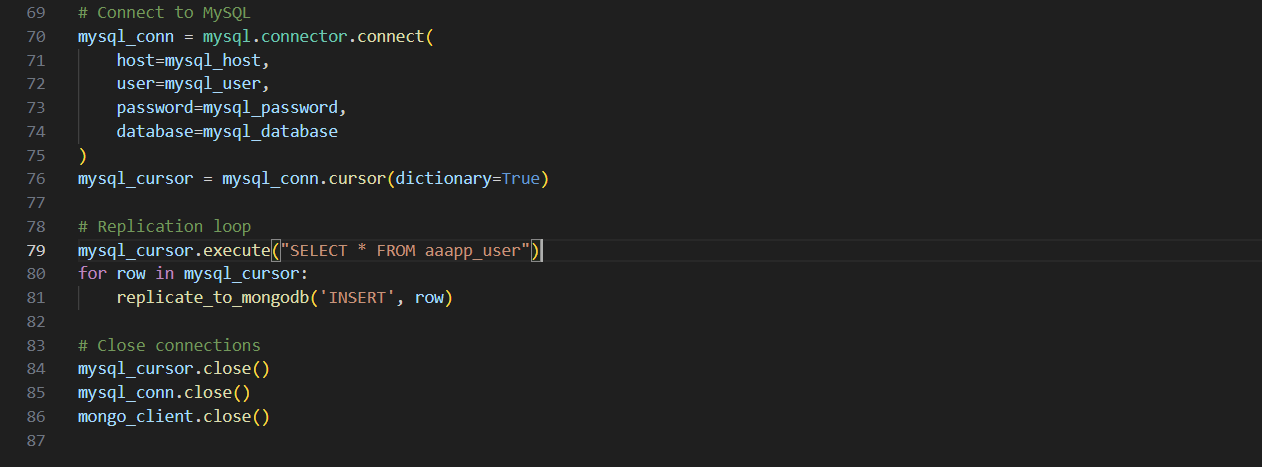 69 # Connect to MySQL
70 mysql_conn = mysql.connector.connect(
71     host=mysql_host,
72     user=mysql_user,
73     password=mysql_password,
74     database=mysql_database
75 )
76 mysql_cursor = mysql_conn.cursor(dictionary=True)
77
78 # Replication loop
79 mysql_cursor.execute("SELECT * FROM aaapp_user")
80 for row in mysql_cursor:
81     replicate_to_mongodb('INSERT', row)
82
83 # Close connections
84 mysql_cursor.close()
85 mysql_conn.close()
86 mongo_client.close()
87